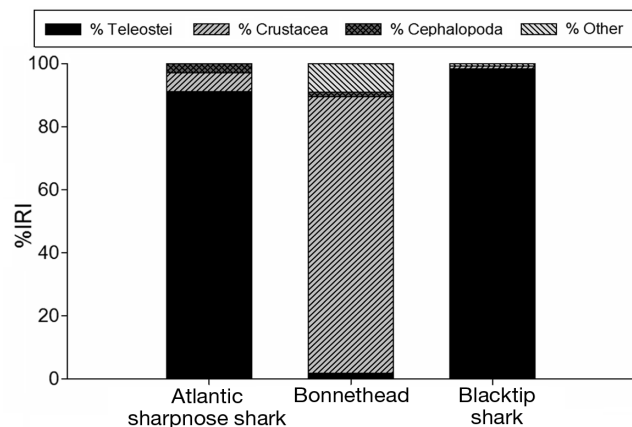 % Teleostei % Crustacea % Cephalopoda % Other
100
80
60
40
20
0
%IRI
Atlantic sharpnose shark
Bonnethead
Blacktip shark